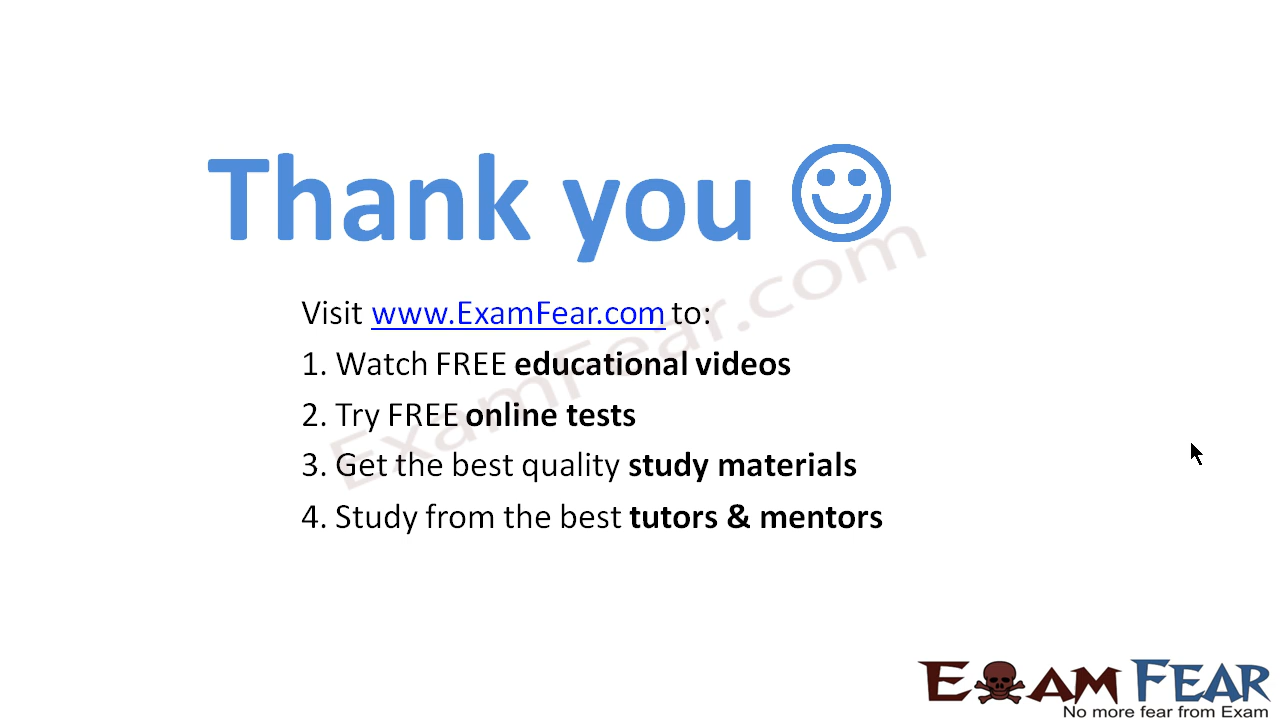 Thank you ☺
Visit www.ExamFear.com to:
1. Watch FREE educational videos
2. Try FREE online tests
3. Get the best quality study materials
4. Study from the best tutors & mentors
ExamFear.com
EXAM FEAR
No more fear from Exam